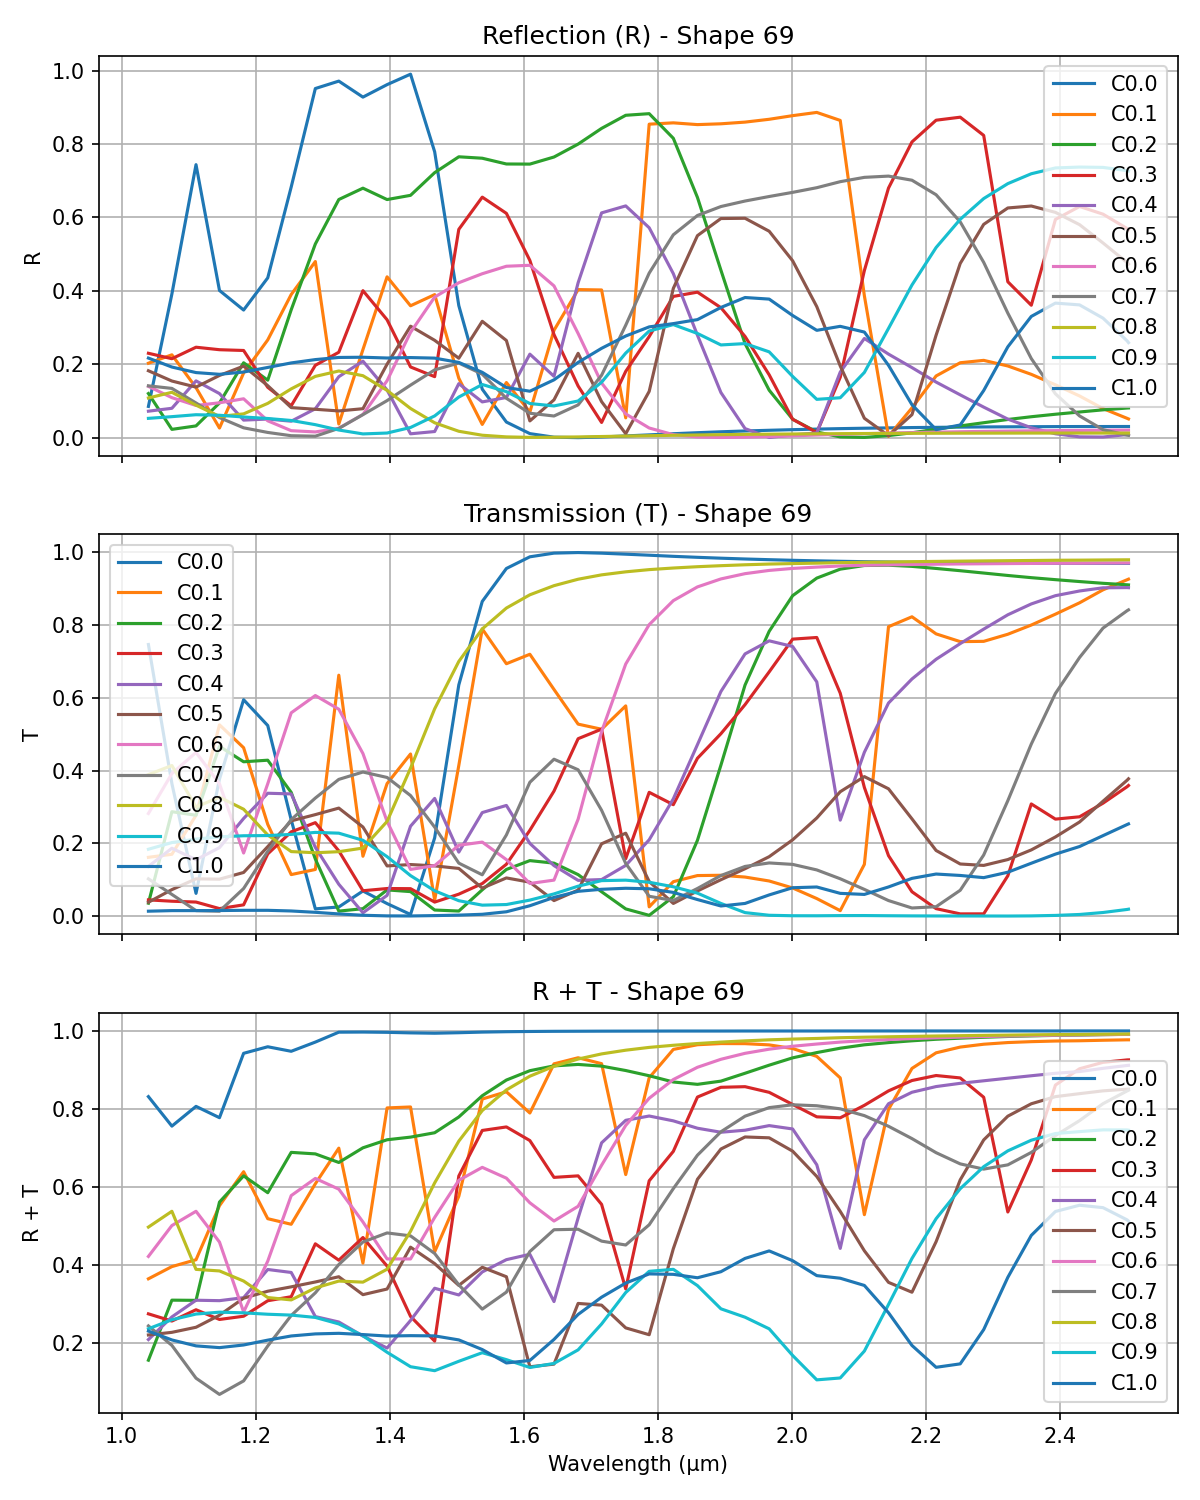 Reflection (R) - Shape 69
1.0
0.8
0.6
0.4
0.2
0.0
R
C0.0
C0.1
C0.2
C0.3
C0.4
C0.5
C0.6
C0.7
C0.8
C0.9
C1.0
Transmission (T) - Shape 69
1.0
0.8
0.6
0.4
0.2
0.0
T
C0.0
C0.1
C0.2
C0.3
C0.4
C0.5
C0.6
C0.7
C0.8
C0.9
C1.0
R + T - Shape 69
1.0
0.8
0.6
0.4
0.2
R + T
C0.0
C0.1
C0.2
C0.3
C0.4
C0.5
C0.6
C0.7
C0.8
C0.9
C1.0
1.0 1.2 1.4 1.6 1.8 2.0 2.2 2.4
Wavelength (µm)